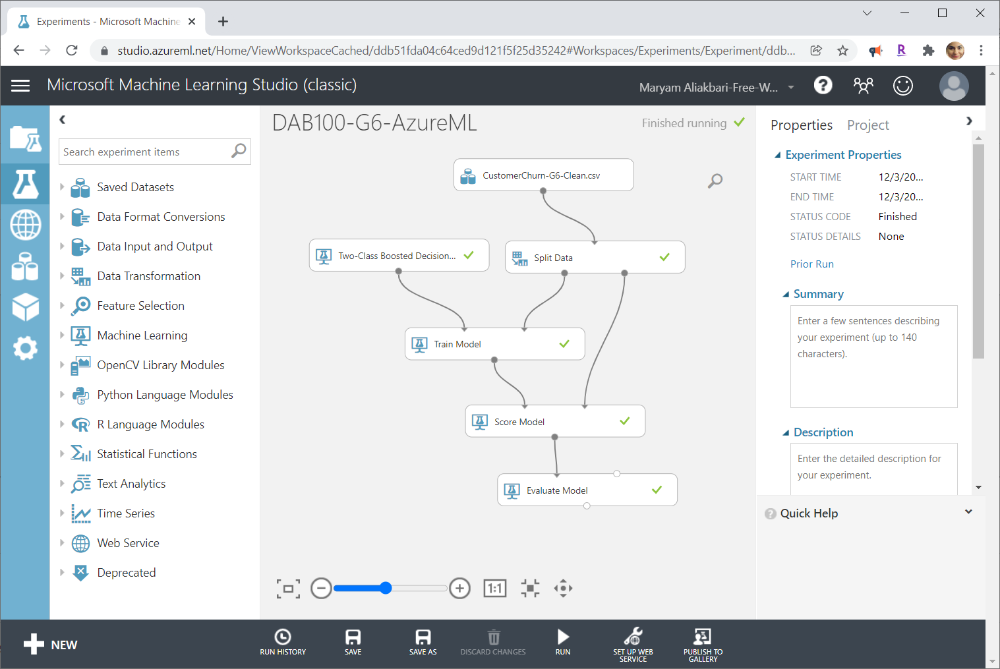 Experiments - Microsoft Machine
studio.azureml.net/Home/ViewWorkspaceCached/ddb51fda04c64ced9d121f5f25d35242#Workspaces/Experiments/Experiment/ddb...
R
Microsoft Machine Learning Studio (classic)
Maryam Aliakbari-Free-W...
?
Search experiment items
Saved Datasets
Data Format Conversions
Data Input and Output
Data Transformation
Feature Selection
Machine Learning
OpenCV Library Modules
Python Language Modules
R Language Modules
Statistical Functions
Text Analytics
Time Series
Web Service
Deprecated
DAB100-G6-AzureML
Finished running
CustomerChurn-G6-Clean.csv
Two-Class Boosted Decision...
Split Data
Train Model
Score Model
Evaluate Model
1:1
Properties
Project
Experiment Properties
START TIME 12/3/20...
END TIME 12/3/20...
STATUS CODE Finished
STATUS DETAILS None
Prior Run
Summary
Enter a few sentences describing
your experiment (up to 140
characters).
Description
Enter the detailed description for
your experiment.
? Quick Help
NEW
RUN HISTORY
SAVE
SAVE AS
DISCARD CHANGES
RUN
SET UP WEB
SERVICE
PUBLISH TO
GALLERY